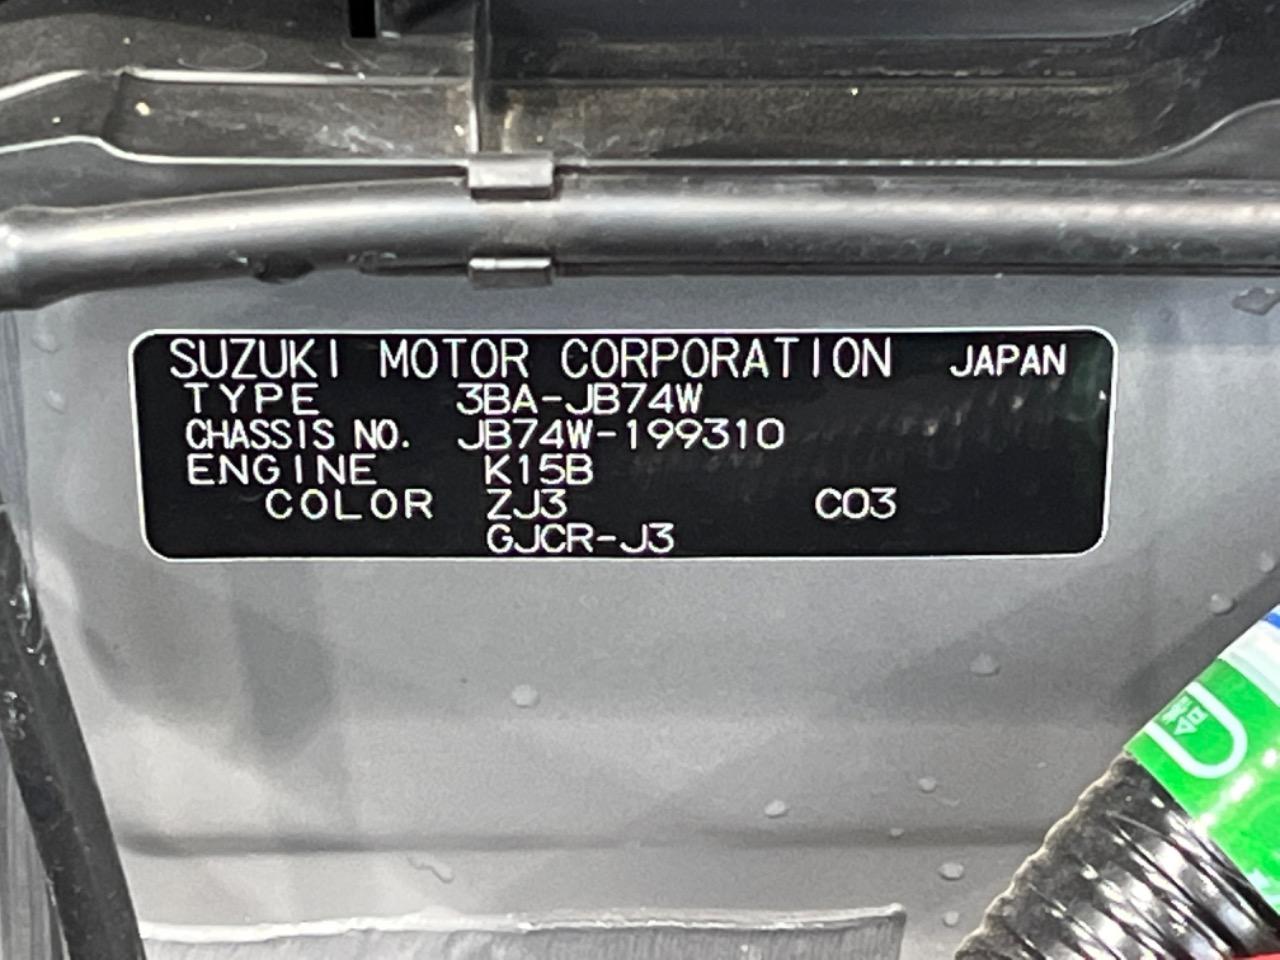 SUZUKI MOTOR CORPORATION JAPAN
TYPE 3BA-JB74W
CHASSIS NO. JB74W-199310
ENGINE K15B
COLOR ZJ3 C03
GJCR-J3